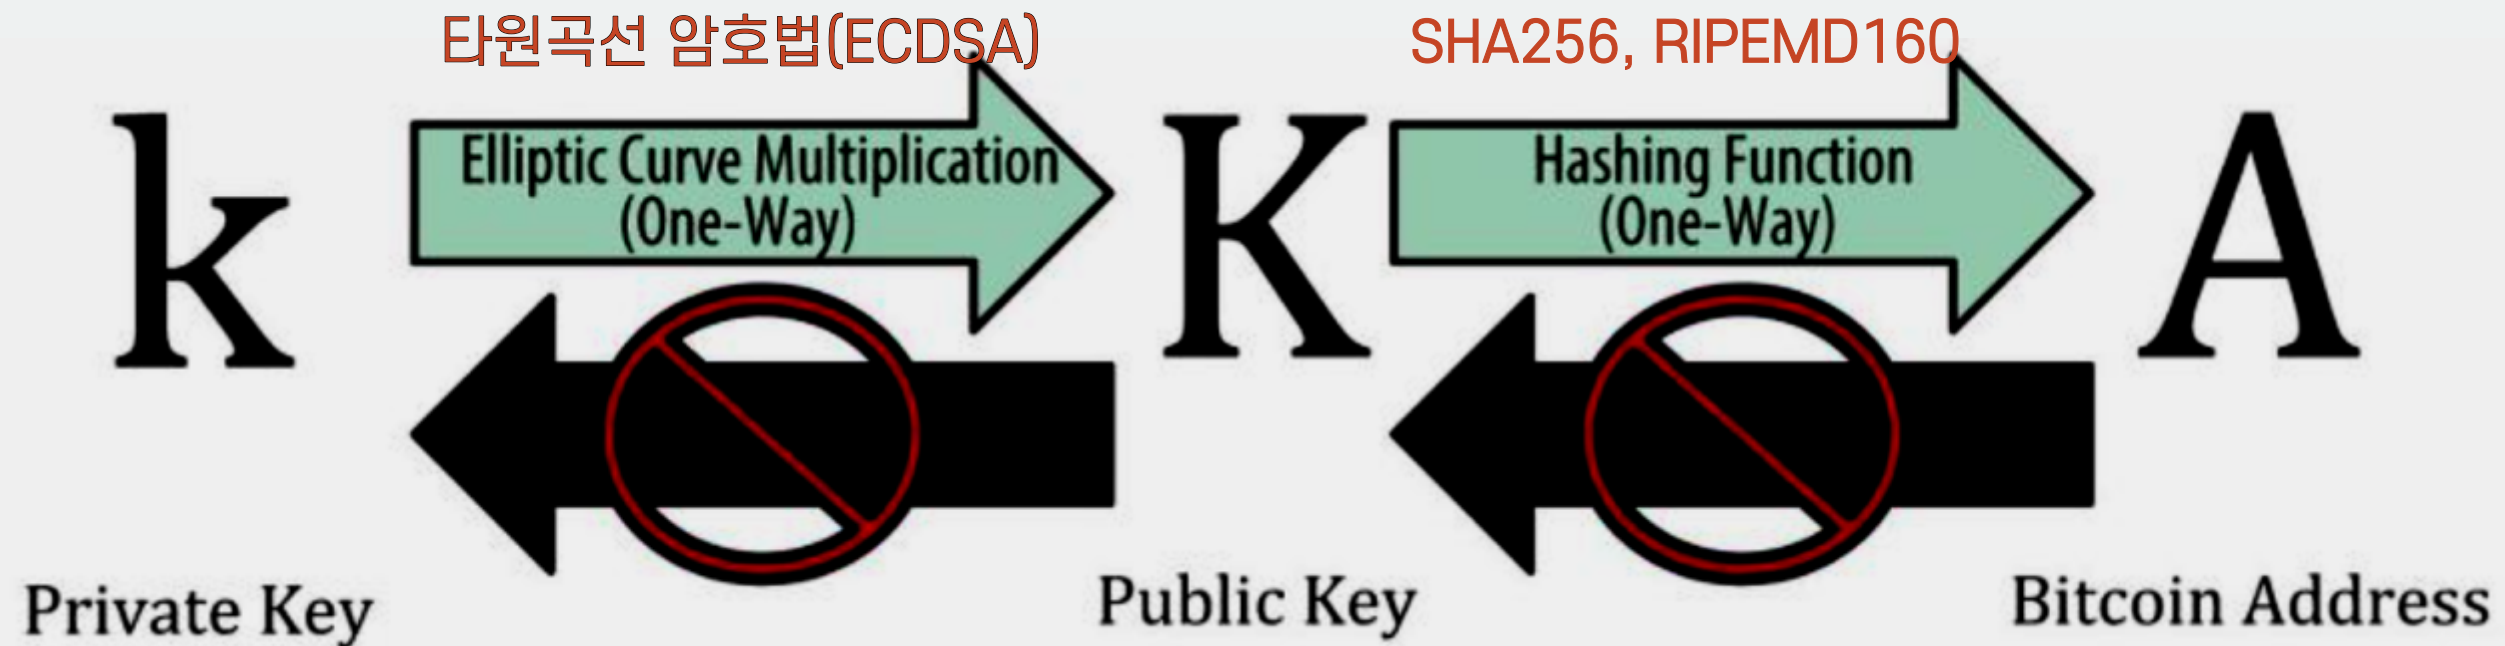 타원곡선 암호법(ECDSA)
SHA256, RIPEMD160
k
Elliptic Curve Multiplication
(One-Way)
K
Hashing Function
(One-Way)
A
Private Key
Public Key
Bitcoin Address